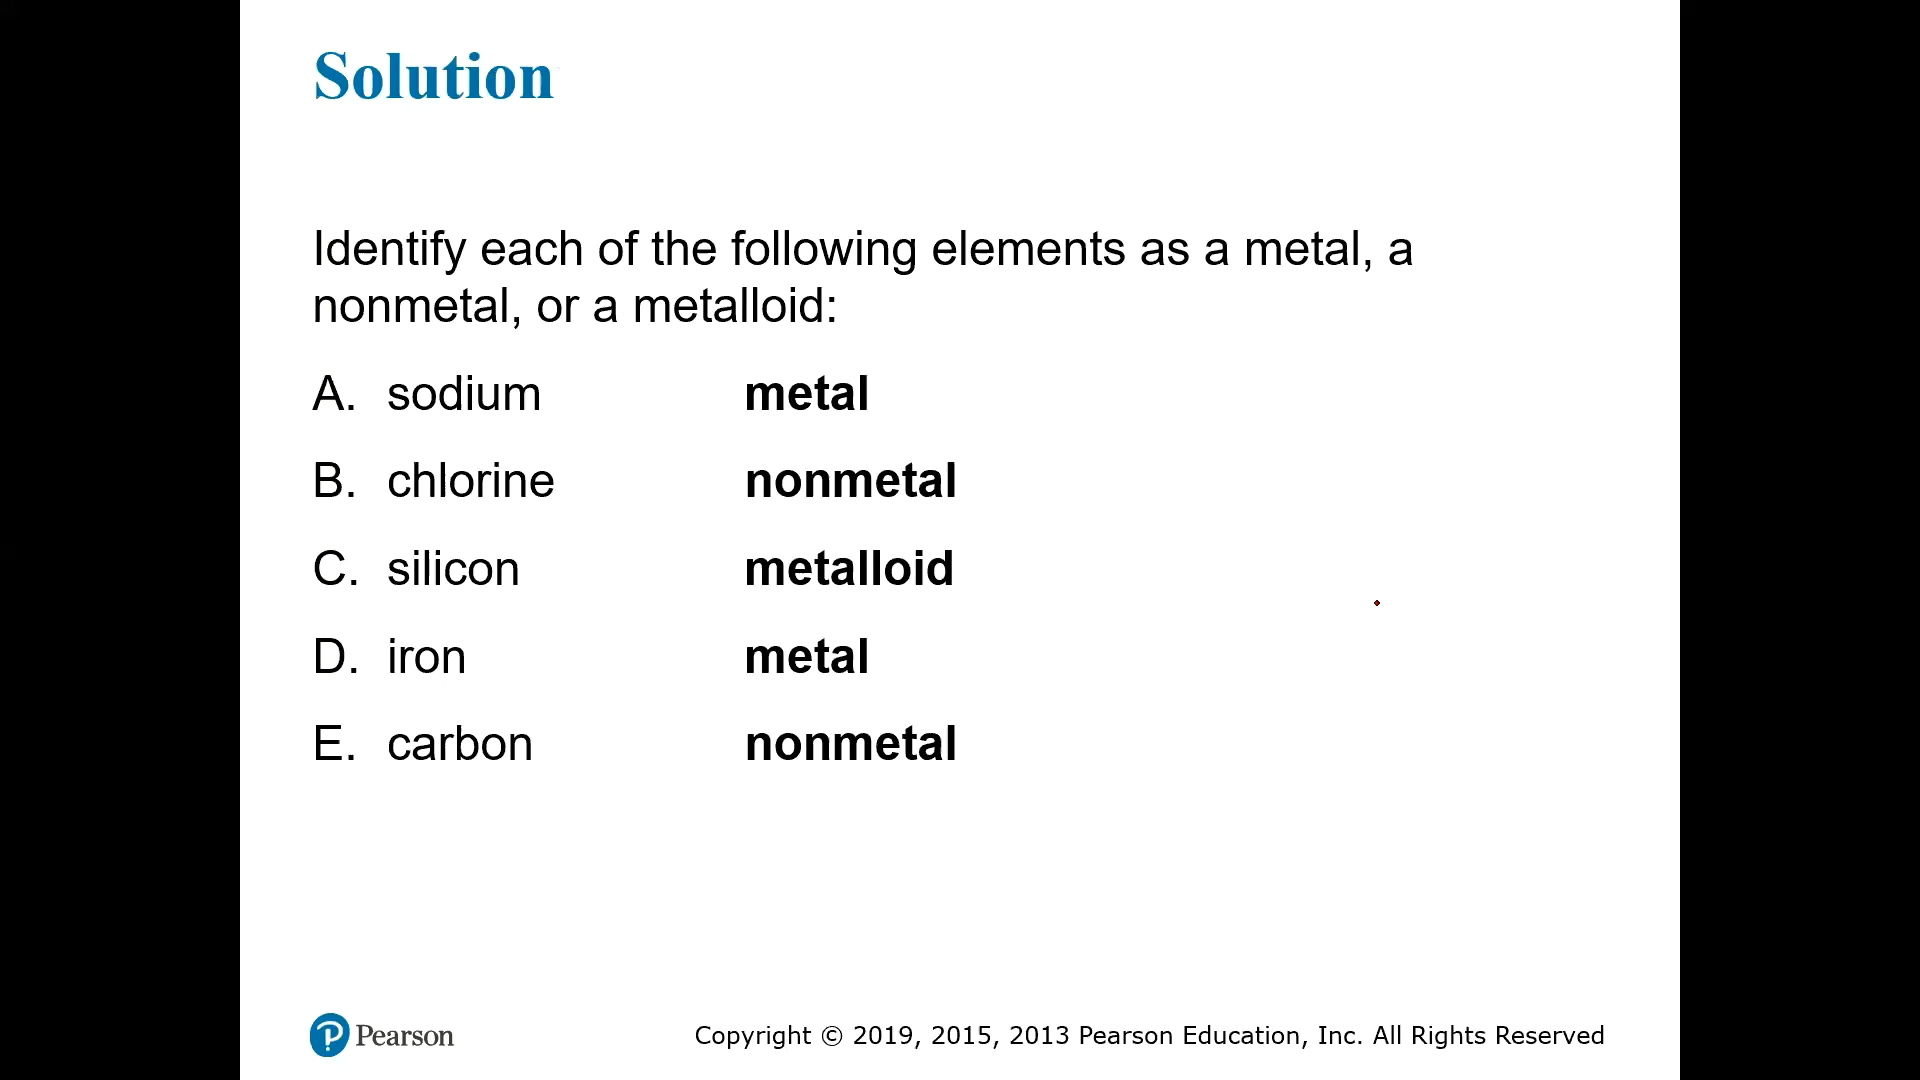 Solution
Identify each of the following elements as a metal, a
nonmetal, or a metalloid:
A. sodium metal
B. chlorine nonmetal
C. silicon metalloid
D. iron metal
E. carbon nonmetal
Pearson Copyright © 2019, 2015, 2013 Pearson Education, Inc. All Rights Reserved